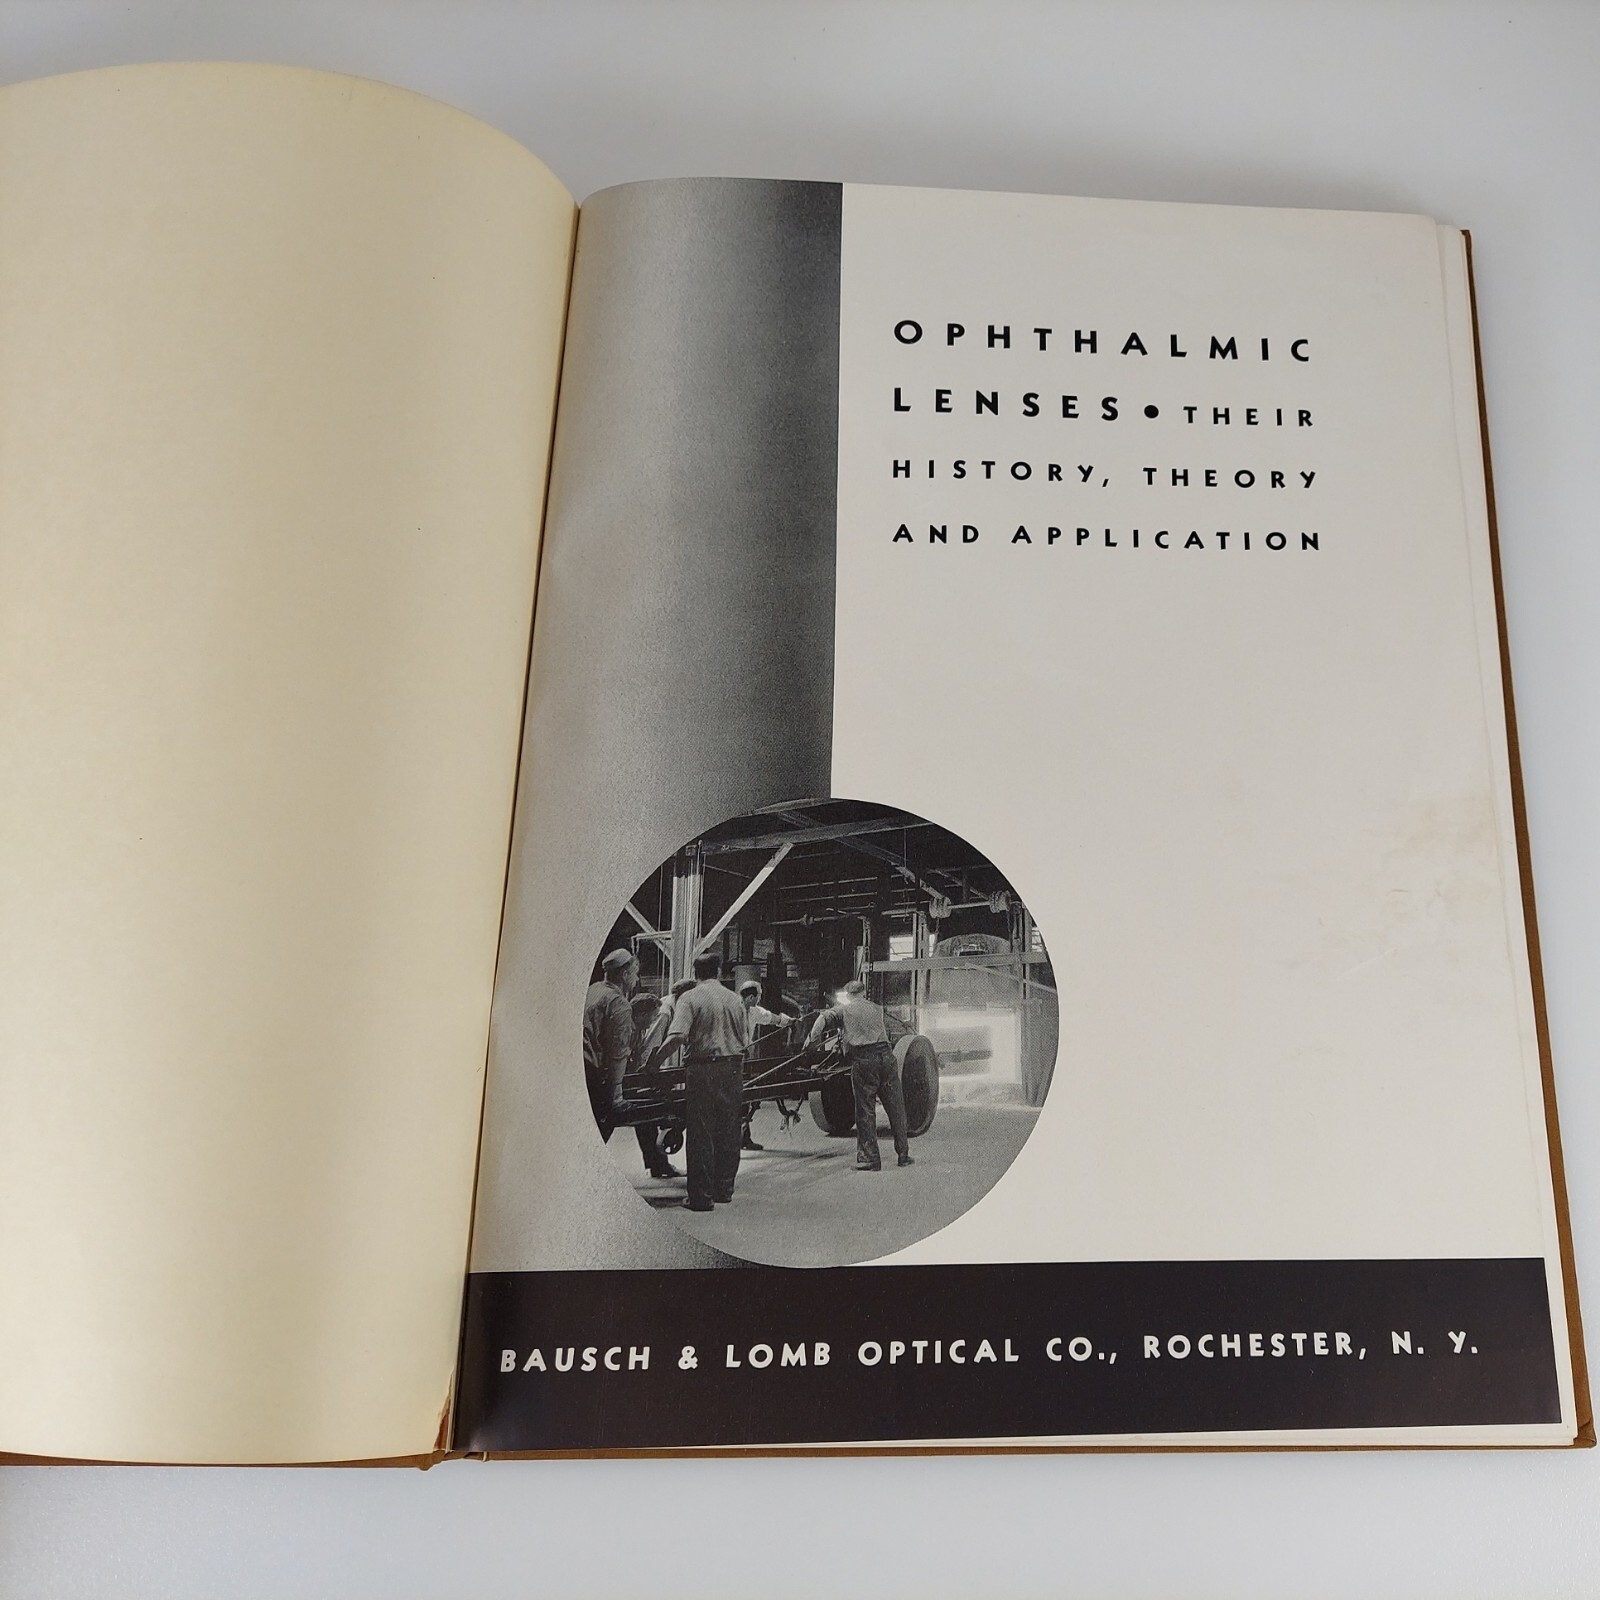 OPHTHALMIC
LENSES • THEIR
HISTORY, THEORY
AND APPLICATION
BAUSCH & LOMB OPTICAL CO., ROCHESTER, N. Y.